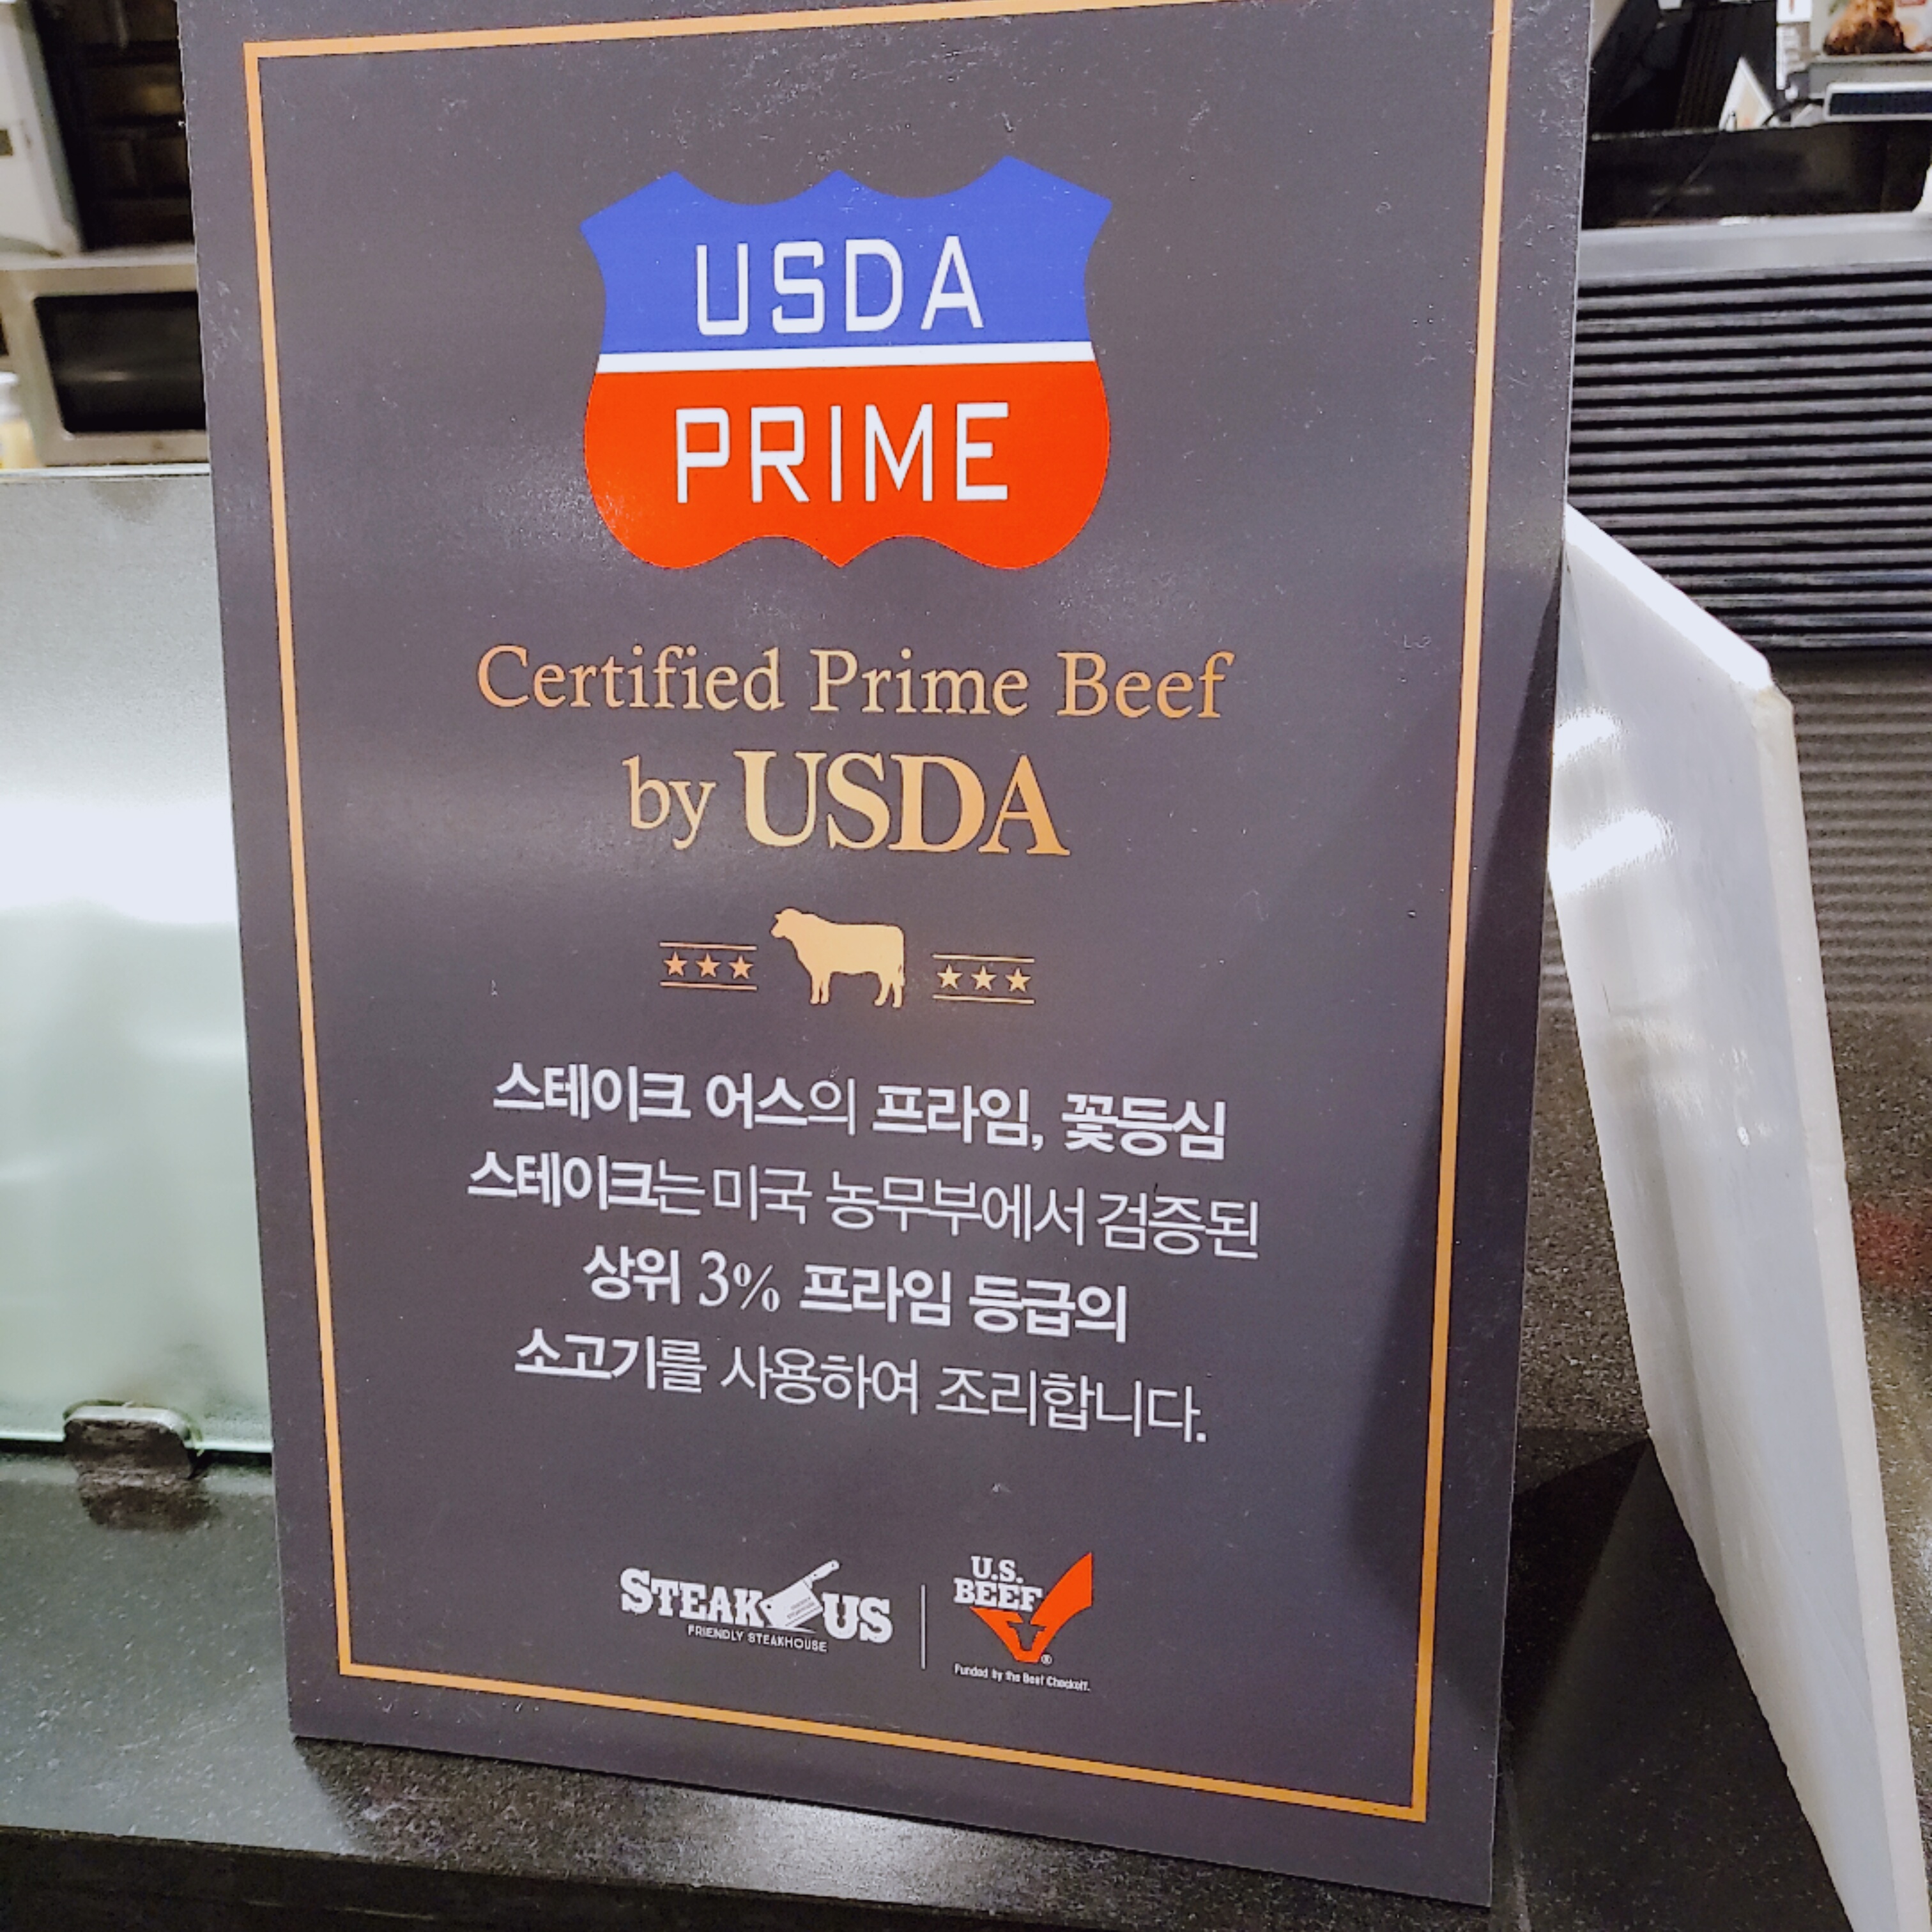 USDA
PRIME
Certified Prime Beef
by USDA
스테이크 어스의 프라임, 꽃등심
스테이크는 미국 농무부에서 검증된
상위 3% 프라임 등급의
소고기를 사용하여 조리합니다.
STEAK US
FRIENDLY STEAKHOUSE
U.S.
BEEF
®
Funded by the Beef Checkoff.